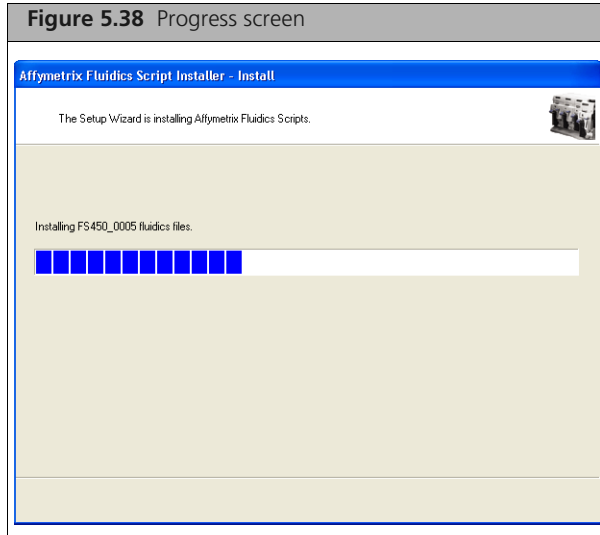 Figure 5.38 Progress screen
Affymetrix Fluidics Script Installer - Install
The Setup Wizard is installing Affymetrix Fluidics Scripts.
Installing FS450_0005 fluidics files.